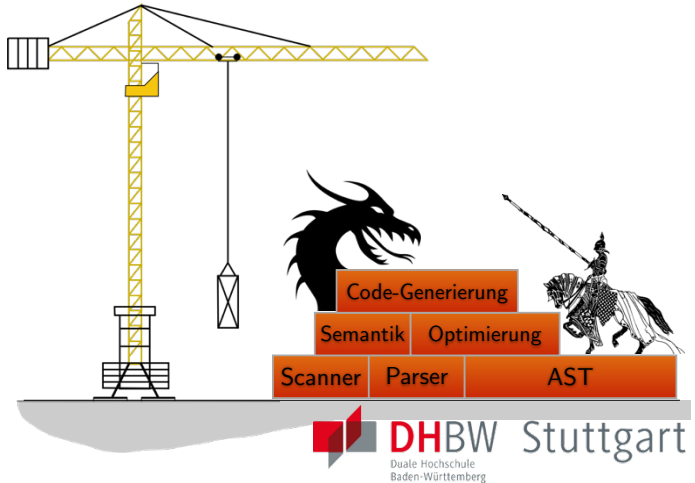 Code-Generierung
Semantik Optimierung
Scanner Parser AST
DHBW Stuttgart
Duale Hochschule
Baden-Württemberg